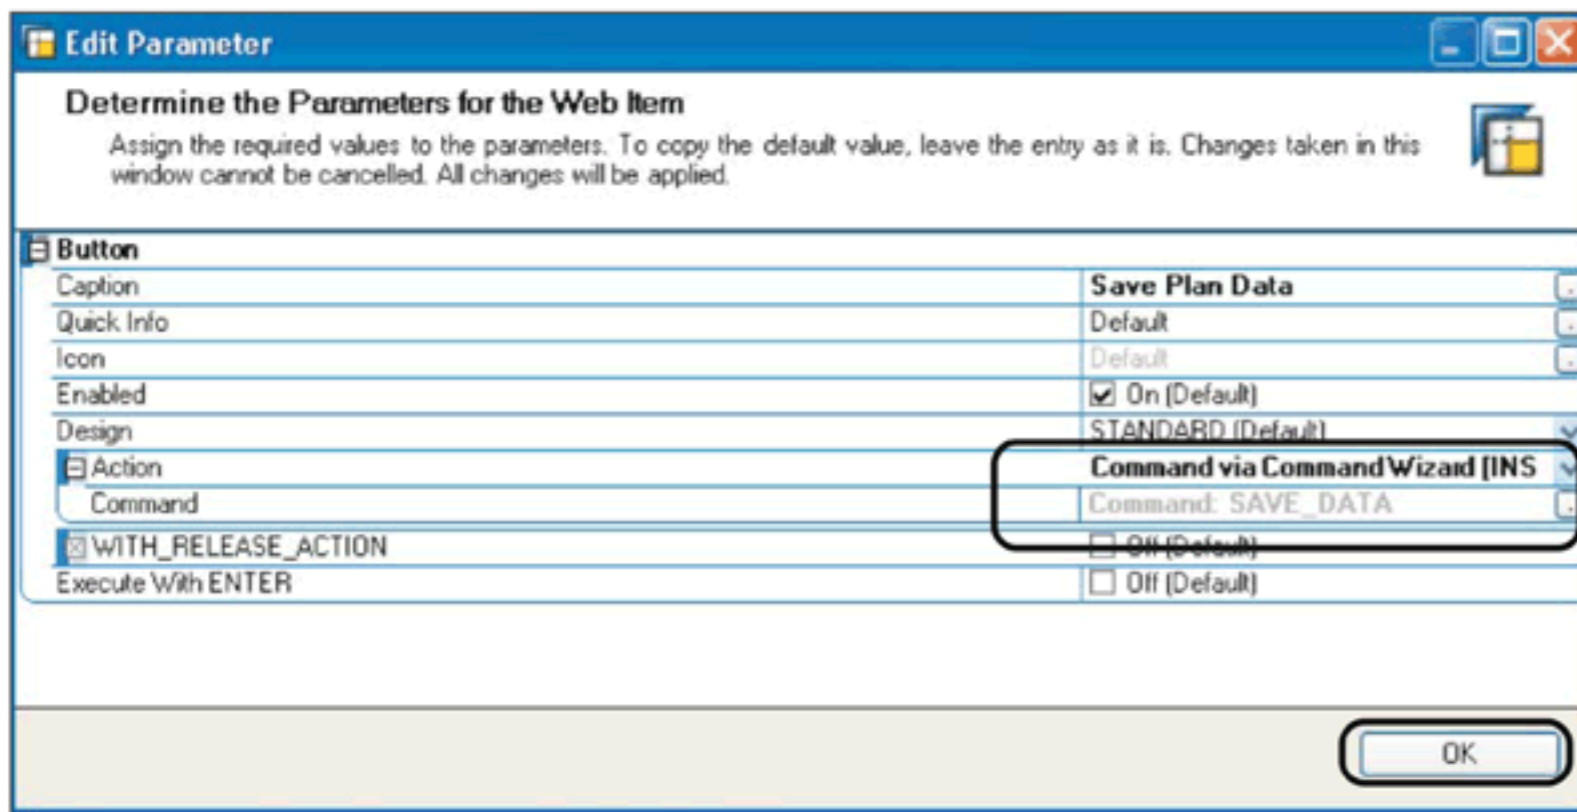 Edit Parameter
Determine the Parameters for the Web Item
Assign the required values to the parameters. To copy the default value, leave the entry as it is. Changes taken in this
window cannot be cancelled. All changes will be applied.
Button
Caption Save Plan Data
Quick Info Default
Icon Default
Enabled On (Default)
Design STANDARD (Default)
Action Command via Command Wizard [INS
Command Command: SAVE_DATA
WITH_RELEASE_ACTION Off (Default)
Execute With ENTER Off (Default)
OK